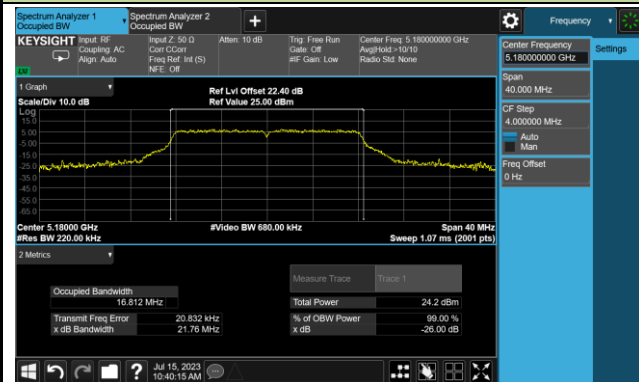 Spectrum Analyzer 1
Occupied BW
Spectrum Analyzer 2
Occupied BW
+
Frequency
KEYSIGHT
Input: RF
Coupling: AC
Align: Auto
Input Z: 50 Ω
Corr CCorr
Freq Ref: Int (S)
NFE: Off
Atten: 10 dB
Trig: Free Run
Gate: Off
#IF Gain: Low
Center Freq: 5.180000000 GHz
Avg|Hold:>10/10
Radio Std: None
LXI
Center Frequency
5.180000000 GHz
Settings
Span
40.000 MHz
CF Step
4.000000 MHz
Auto
Man
Freq Offset
0 Hz
1 Graph
Ref Lvl Offset 22.40 dB
Scale/Div 10.0 dB
Ref Value 25.00 dBm
Log
15.0
5.00
-5.00
-15.0
-25.0
-35.0
-45.0
-55.0
-65.0
Center 5.18000 GHz
#Video BW 680.00 kHz
Span 40 MHz
#Res BW 220.00 kHz
Sweep 1.07 ms (2001 pts)
2 Metrics
Measure Trace
Trace 1
Occupied Bandwidth
16.812 MHz
Total Power
24.2 dBm
Transmit Freq Error
20.832 kHz
% of OBW Power
99.00 %
x dB Bandwidth
21.76 MHz
x dB
-26.00 dB
?
Jul 15, 2023
10:40:15 AM